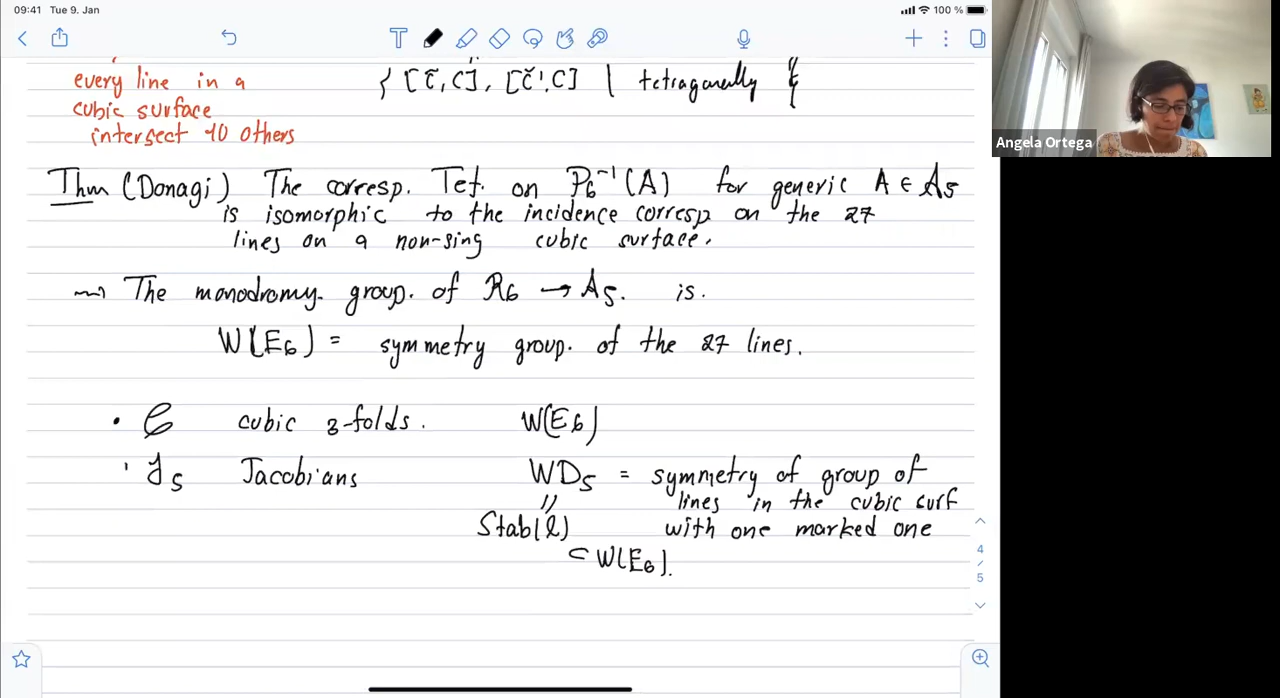 09:41 Tue 9. Jan
100 %
every line in a
cubic surface
intersect 10 others
{ [C̃, C], [C̃', C] | tetragonally }
Thm (Donagi) The corresp. Tet. on P₆⁻¹(A) for generic A ∈ A₅
is isomorphic to the incidence corresp on the 27
lines on a non-sing cubic surface.
⇝ The monodromy. group. of R₆ → A₅. is.
W(E₆) = symmetry group. of the 27 lines.
• C cubic 3-folds. W(E₆)
• J₅ Jacobians WD₅ = symmetry of group of
lines in the cubic surf
with one marked one
=
Stab(l)
⊂ W(E₆).
4
/
5
Angela Ortega